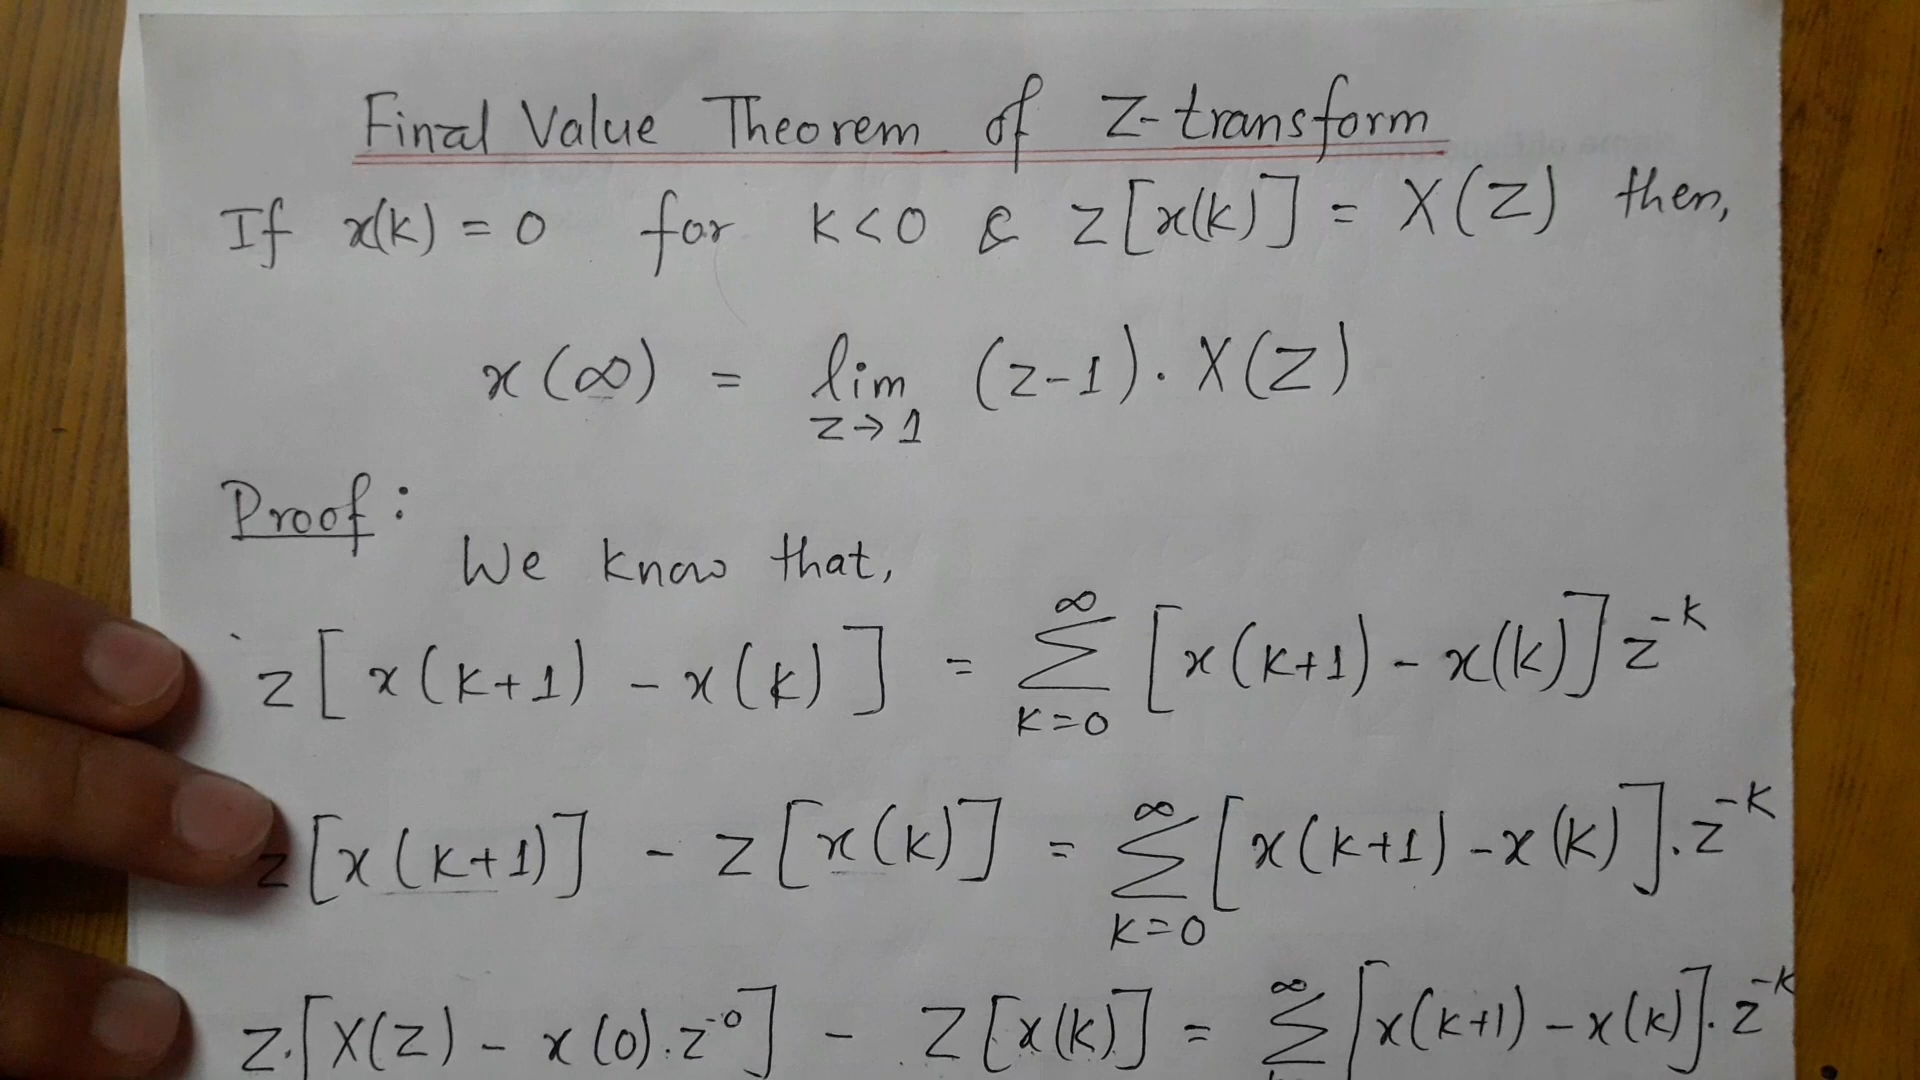 Final Value Theorem of Z-transform
If x(k) = 0 for k<0 & z[x(k)] = X(Z) then,
x(∞) = lim (z-1). X(Z)
z→1
Proof:
We know that,
z[x(k+1) - x(k)] = ∞ Σ k=0 [x(k+1) - x(k)] z^-k
z[x(k+1)] - z[x(k)] = ∞ Σ k=0 [x(k+1) - x(k)]. z^-k
z.[X(z) - x(0). z^-0] - Z[x(k)] = ∞ Σ [x(k+1) - x(k)]. z^-k